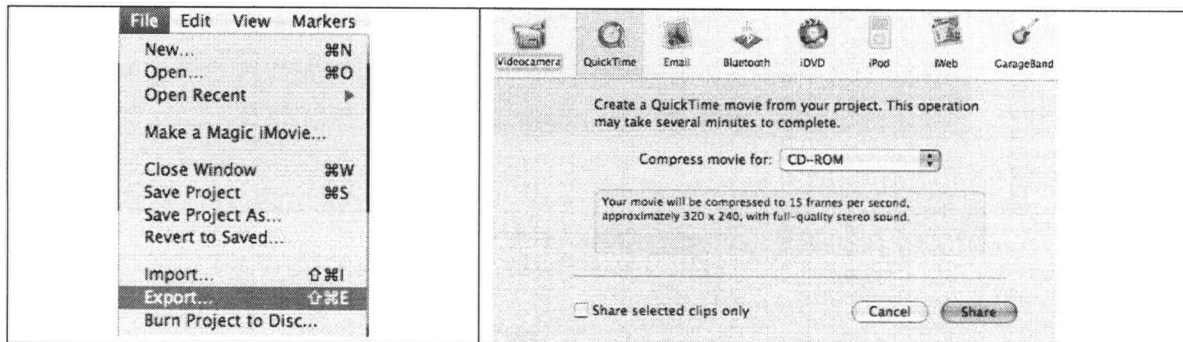 File Edit View Markers
New... ⌘N
Open... ⌘O
Open Recent ▶
Make a Magic iMovie...
Close Window ⌘W
Save Project ⌘S
Save Project As...
Revert to Saved...
Import... ⇧⌘I
Export... ⇧⌘E
Burn Project to Disc...
Videocamera QuickTime Email Bluetooth iDVD iPod iWeb GarageBand
Create a QuickTime movie from your project. This operation
may take several minutes to complete.
Compress movie for: CD-ROM
Your movie will be compressed to 15 frames per second,
approximately 320 x 240, with full-quality stereo sound.
Share selected clips only
Cancel Share